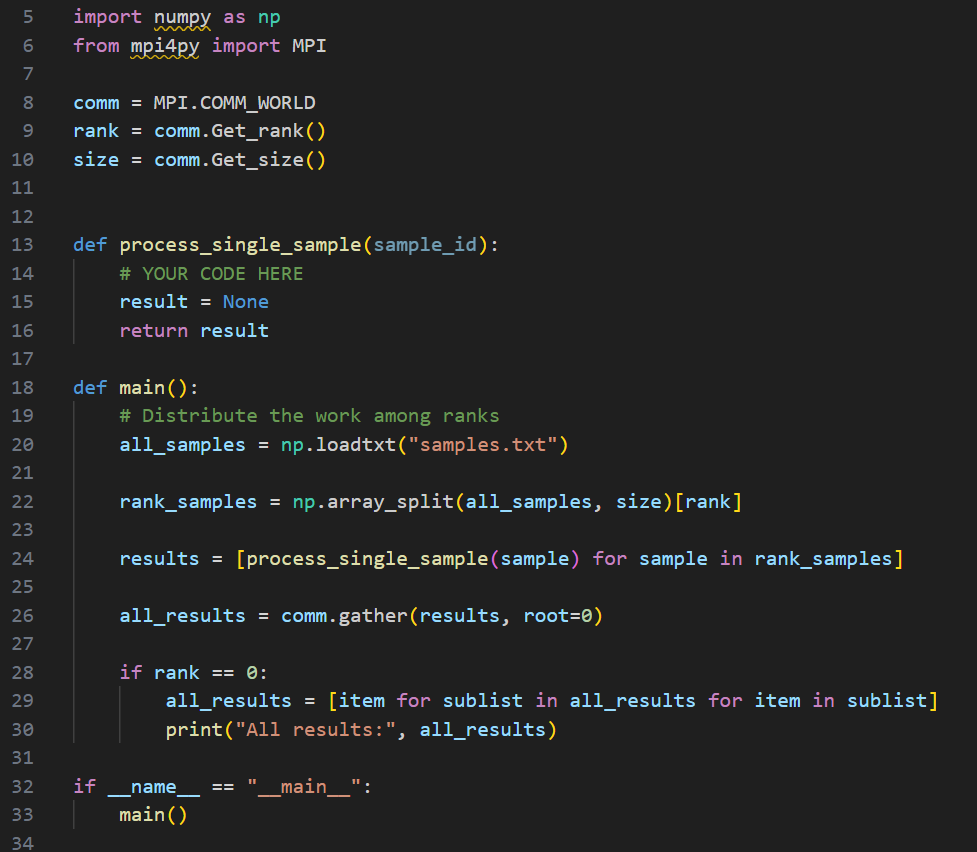 5 import numpy as np
6 from mpi4py import MPI
7
8 comm = MPI.COMM_WORLD
9 rank = comm.Get_rank()
10 size = comm.Get_size()
11
12
13 def process_single_sample(sample_id):
14     # YOUR CODE HERE
15     result = None
16     return result
17
18 def main():
19     # Distribute the work among ranks
20     all_samples = np.loadtxt("samples.txt")
21
22     rank_samples = np.array_split(all_samples, size)[rank]
23
24     results = [process_single_sample(sample) for sample in rank_samples]
25
26     all_results = comm.gather(results, root=0)
27
28     if rank == 0:
29         all_results = [item for sublist in all_results for item in sublist]
30         print("All results:", all_results)
31
32 if __name__ == "__main__":
33     main()
34